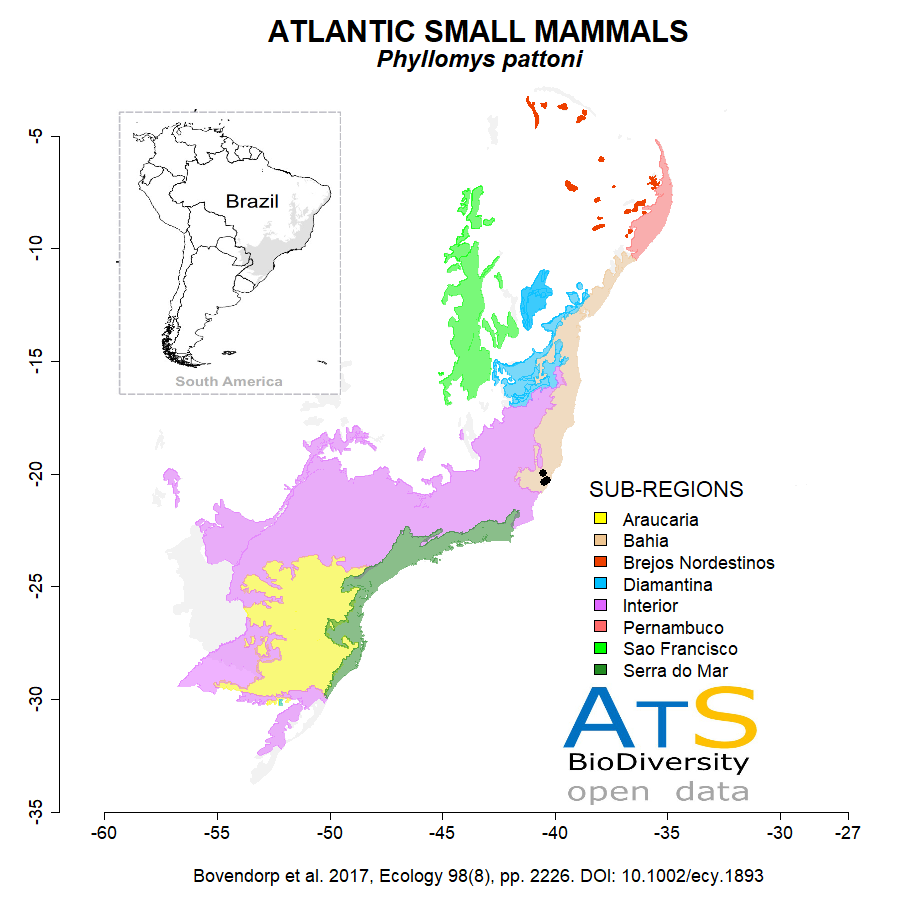 ATLANTIC SMALL MAMMALS
Phyllomys pattoni
Brazil
South America
-5
-10
-15
-20
-25
-30
-35
SUB-REGIONS
Araucaria
Bahia
Brejos Nordestinos
Diamantina
Interior
Pernambuco
Sao Francisco
Serra do Mar
ATS
BioDiversity
open data
-60
-55
-50
-45
-40
-35
-30
-27
Bovendorp et al. 2017, Ecology 98(8), pp. 2226. DOI: 10.1002/ecy.1893